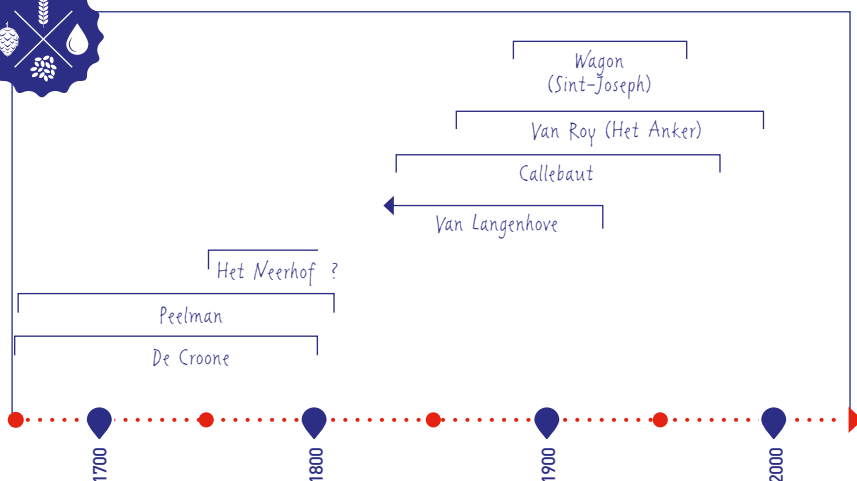 Wagon
(Sint-Joseph)
Van Roy (Het Anker)
Callebaut
Van Langenhove
Het Neerhof ?
Peelman
De Croone
1700
1800
1900
2000